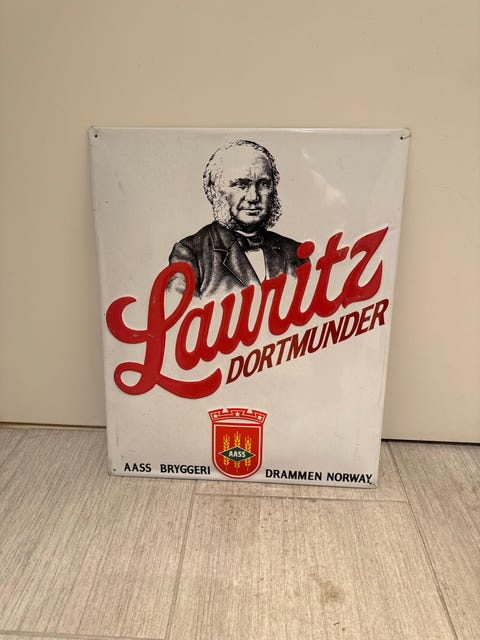 Lauritz
DORTMUNDER
AASS
AASS BRYGGERI DRAMMEN NORWAY